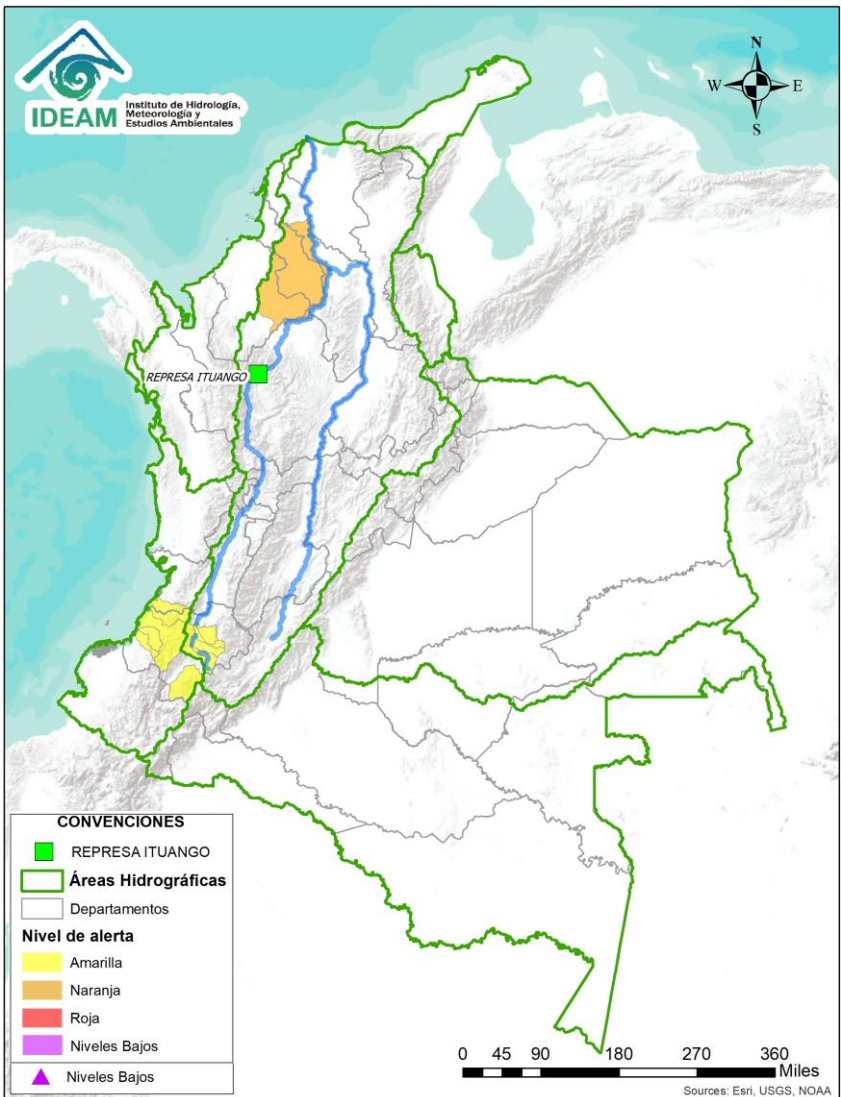 IDEAM
Instituto de Hidrología,
Meteorología y
Estudios Ambientales
N
W
E
S
REPRESA ITUANGO
CONVENCIONES
REPRESA ITUANGO
Áreas Hidrográficas
Departamentos
Nivel de alerta
Amarilla
Naranja
Roja
Niveles Bajos
Niveles Bajos
0 45 90 180 270 360
Miles
Sources: Esri, USGS, NOAA